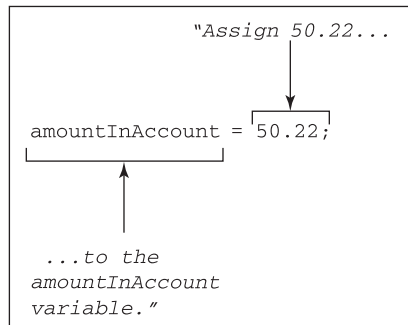 "Assign 50.22...
amountInAccount = 50.22;
...to the
amountInAccount
variable."